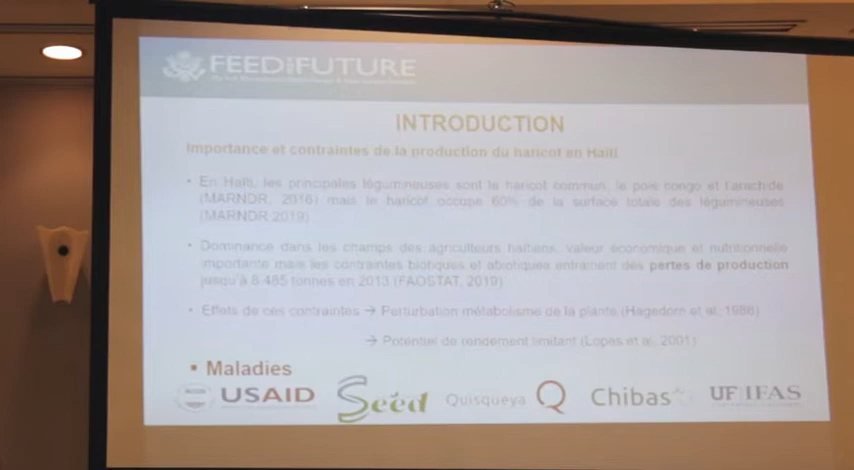 FEED THE FUTURE
INTRODUCTION
Importance et contraintes de la production du haricot en Haïti
• En Haïti, les principales légumineuses sont le haricot commun, le pois congo et l'arachide
(MARNDR, 2016) mais le haricot occupe 60% de la surface totale des légumineuses
(MARNDR 2019)
• Dominance dans les champs des agriculteurs haïtiens, valeur économique et nutritionnelle
importante mais les contraintes biotiques et abiotiques entrainent des pertes de production
jusqu'à 8 485 tonnes en 2013 (FAOSTAT, 2019)
• Effets de ces contraintes → Perturbation métabolisme de la plante (Hagedorn et al, 1986)
→ Potentiel de rendement limitant (Lopes et al, 2001)
▪ Maladies
USAID Seed Quisqueya Q Chibas UF IFAS